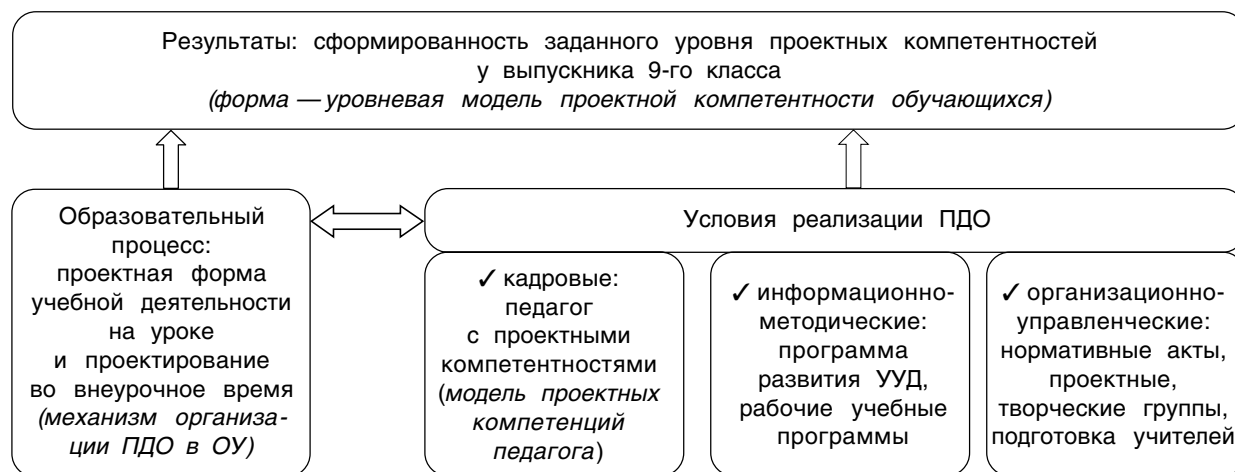 Результаты: сформированность заданного уровня проектных компетентностей
у выпускника 9-го класса
(форма — уровневая модель проектной компетентности обучающихся)
Образовательный
процесс:
проектная форма
учебной деятельности
на уроке
и проектирование
во внеурочное время
(механизм организа-
ции ПДО в ОУ)
Условия реализации ПДО
✓ кадровые:
педагог
с проектными
компетентностями
(модель проектных
компетенций
педагога)
✓ информационно-
методические:
программа
развития УУД,
рабочие учебные
программы
✓ организационно-
управленческие:
нормативные акты,
проектные,
творческие группы,
подготовка учителей